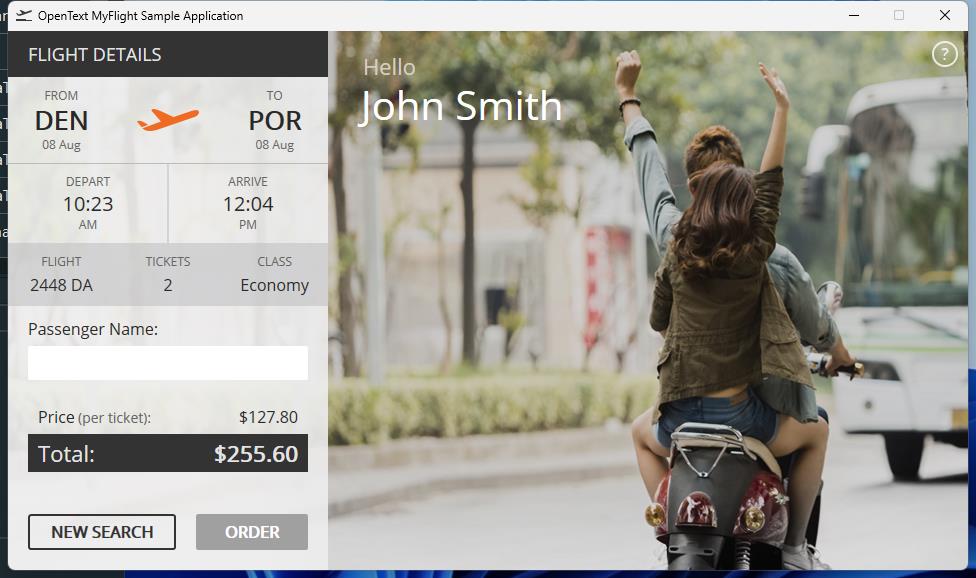 OpenText MyFlight Sample Application
FLIGHT DETAILS
FROM
TO
DEN
POR
08 Aug
08 Aug
DEPART
ARRIVE
10:23
12:04
AM
PM
FLIGHT
TICKETS
CLASS
2448 DA
2
Economy
Passenger Name:
Price (per ticket):
$127.80
Total:
$255.60
NEW SEARCH
ORDER
Hello
John Smith
?